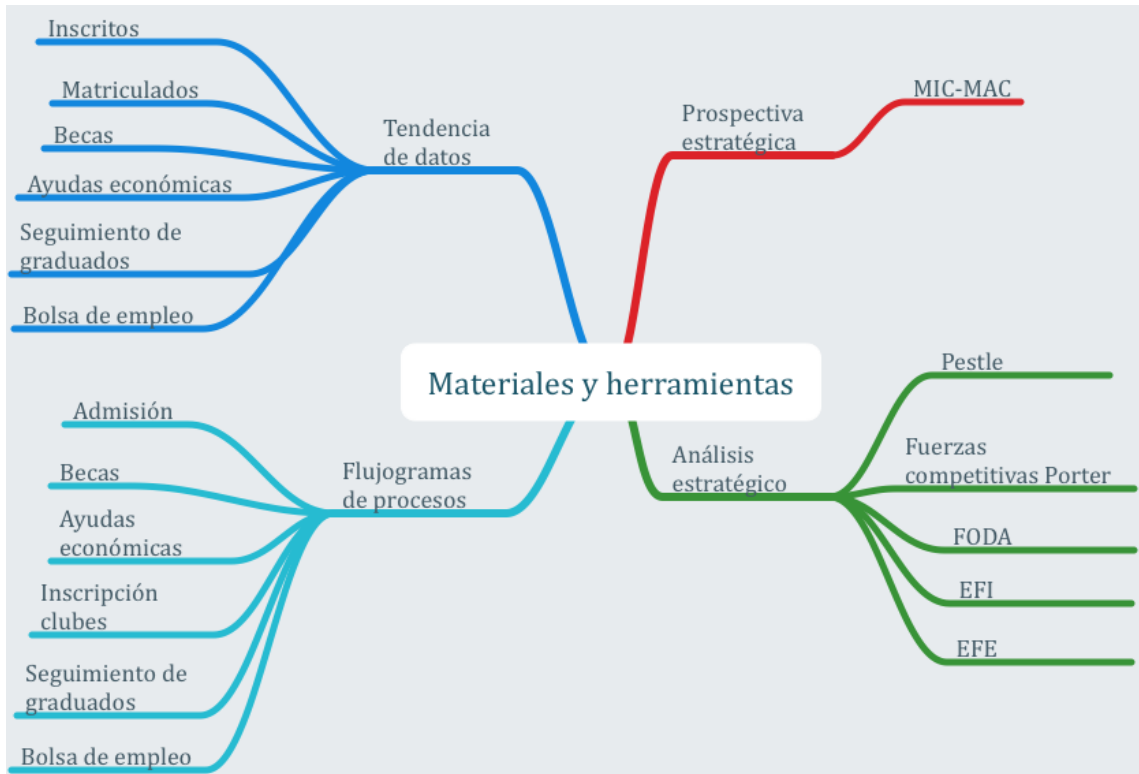 Inscritos
Matriculados
Becas
Ayudas económicas
Seguimiento de
graduados
Bolsa de empleo
Tendencia
de datos
Prospectiva
estratégica
MIC-MAC
Materiales y herramientas
Admisión
Becas
Ayudas
económicas
Inscripción
clubes
Seguimiento de
graduados
Bolsa de empleo
Flujogramas
de procesos
Análisis
estratégico
Pestle
Fuerzas
competitivas Porter
FODA
EFI
EFE